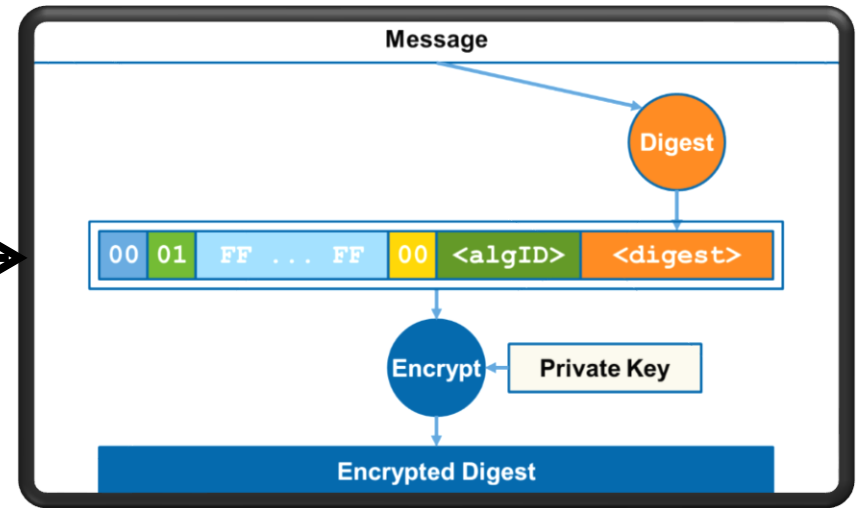 Message
Digest
00 01 FF ... FF 00 <algID> <digest>
Encrypt
Private Key
Encrypted Digest